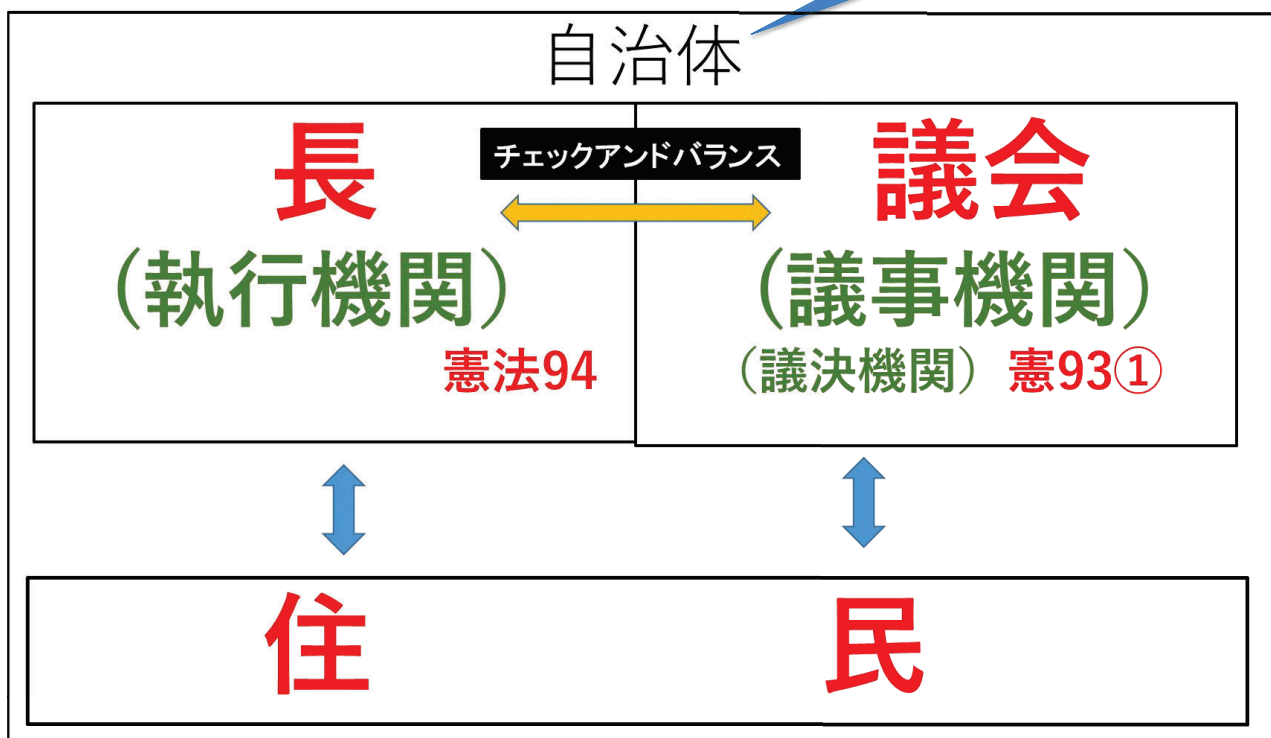 自治体
チェックアンドバランス
長
(執行機関)
憲法94
議会
(議事機関)
(議決機関) 憲93①
住民